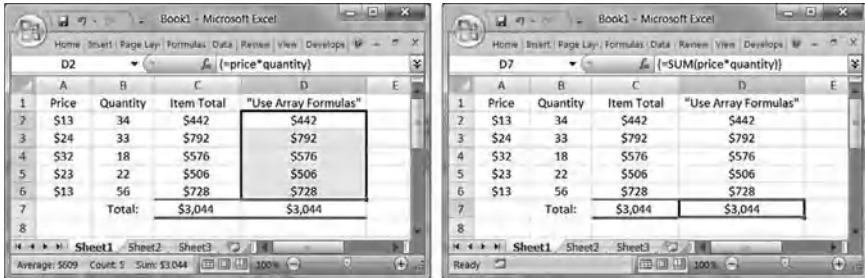 Book1 - Microsoft Excel
Home Insert Page Lay Formulas Data Review View Develope
D2 fx {=price*quantity}
A B C D E
1 Price Quantity Item Total "Use Array Formulas"
2 $13 34 $442 $442
3 $24 33 $792 $792
4 $32 18 $576 $576
5 $23 22 $506 $506
6 $13 56 $728 $728
7 Total: $3,044 $3,044
8
Sheet1 Sheet2 Sheet3
Average: $609 Count: 5 Sum: $3,044 100%
Book1 - Microsoft Excel
Home Insert Page Lay Formulas Data Review View Develope
D7 fx {=SUM(price*quantity)}
A B C D E
1 Price Quantity Item Total "Use Array Formulas"
2 $13 34 $442 $442
3 $24 33 $792 $792
4 $32 18 $576 $576
5 $23 22 $506 $506
6 $13 56 $728 $728
7 Total: $3,044 $3,044
8
Sheet1 Sheet2 Sheet3
Ready 100%